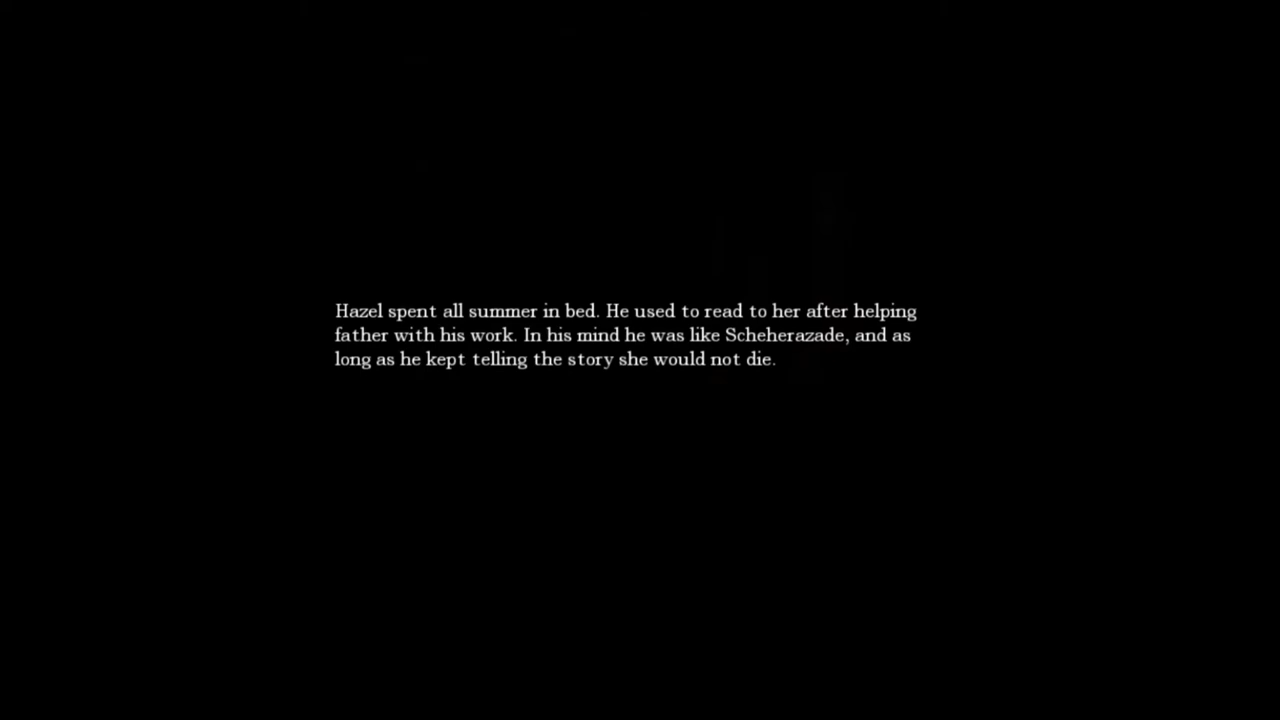 Hazel spent all summer in bed. He used to read to her after helping
father with his work. In his mind he was like Scheherazade, and as
long as he kept telling the story she would not die.